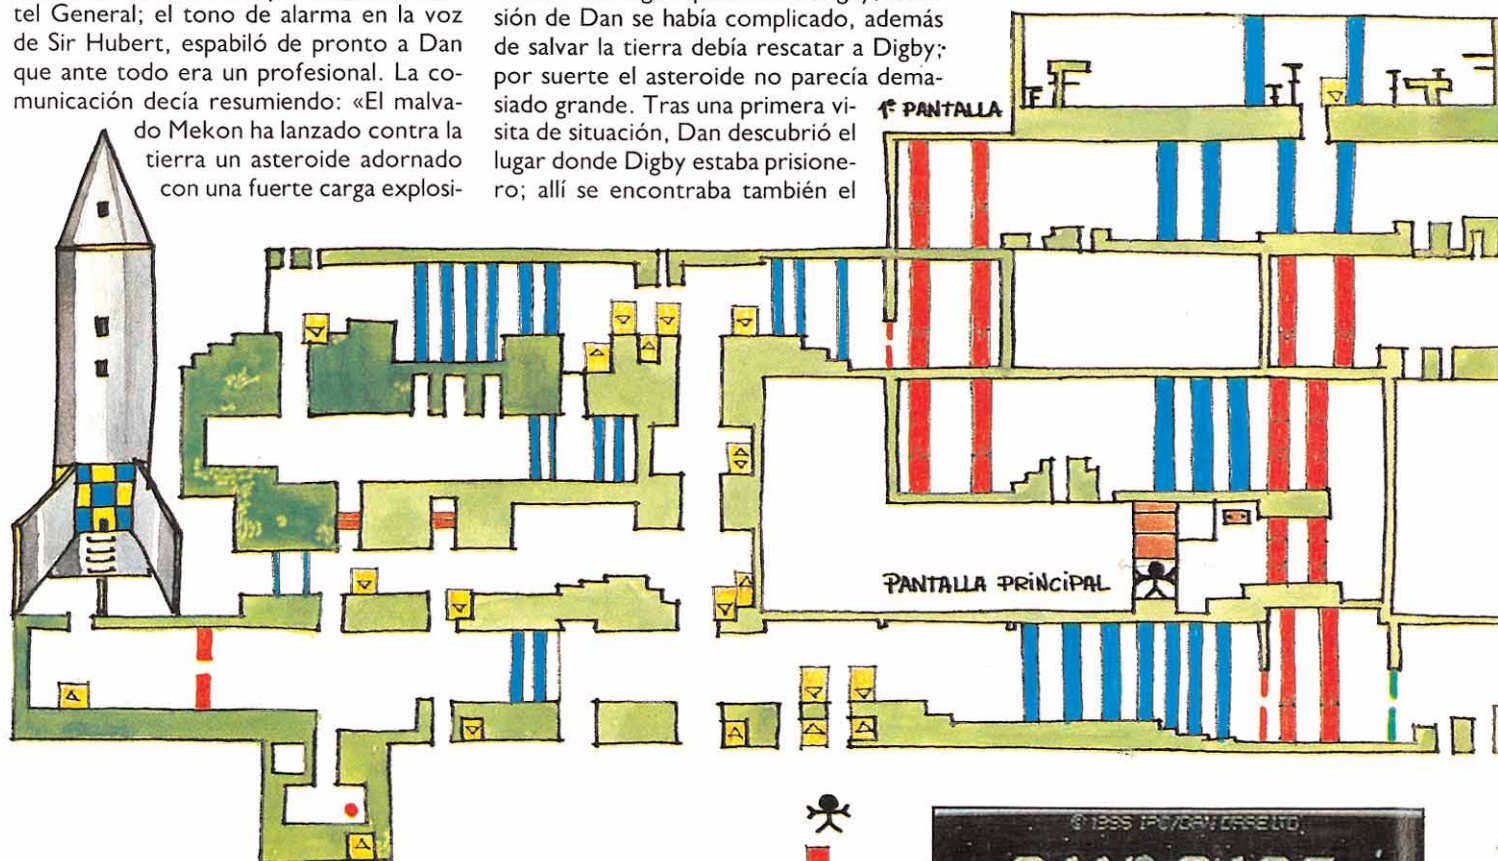 tel General; el tono de alarma en la voz
de Sir Hubert, espabiló de pronto a Dan
que ante todo era un profesional. La co-
municación decía resumiendo: «El malva-
do Mekon ha lanzado contra la
tierra un asteroide adornado
con una fuerte carga explosi-
sión de Dan se había complicado, además
de salvar la tierra debía rescatar a Digby;
por suerte el asteroide no parecía dema-
siado grande. Tras una primera vi-
sita de situación, Dan descubrió el
lugar donde Digby estaba prisione-
ro; allí se encontraba también el
1ª PANTALLA
PANTALLA PRINCIPAL